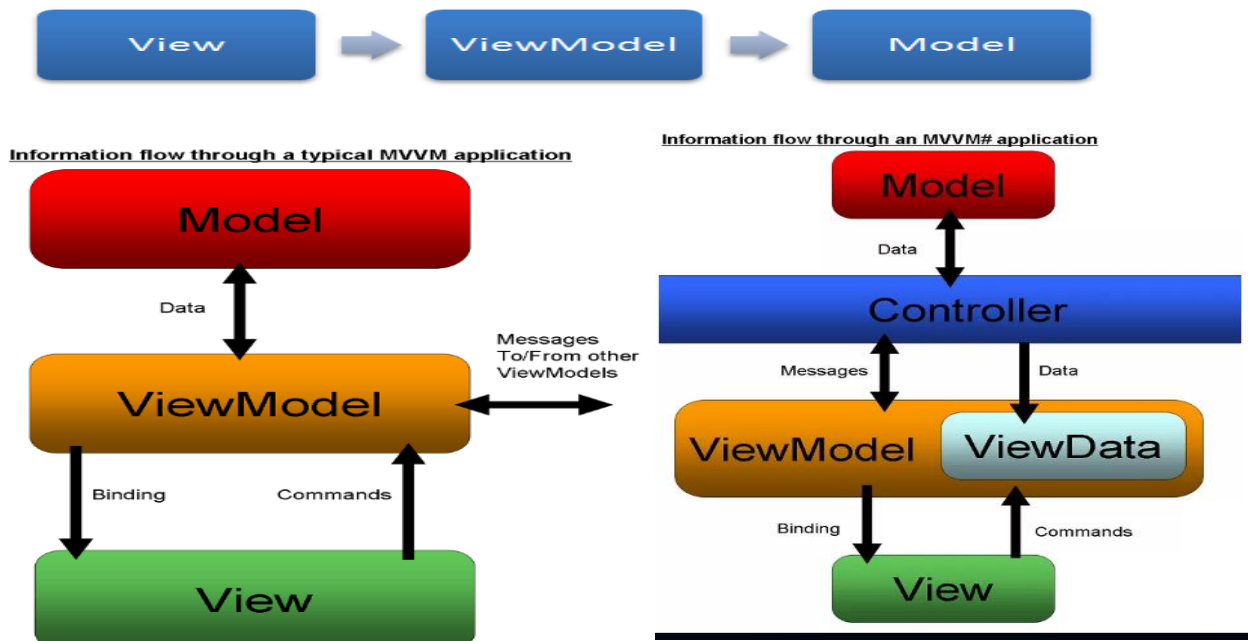 View
ViewModel
Model
Information flow through a typical MVVM application
Model
Data
ViewModel
Messages
To/From other
ViewModels
Binding
Commands
View
Information flow through an MVVM# application
Model
Data
Controller
Messages
Data
ViewModel
ViewData
Binding
Commands
View